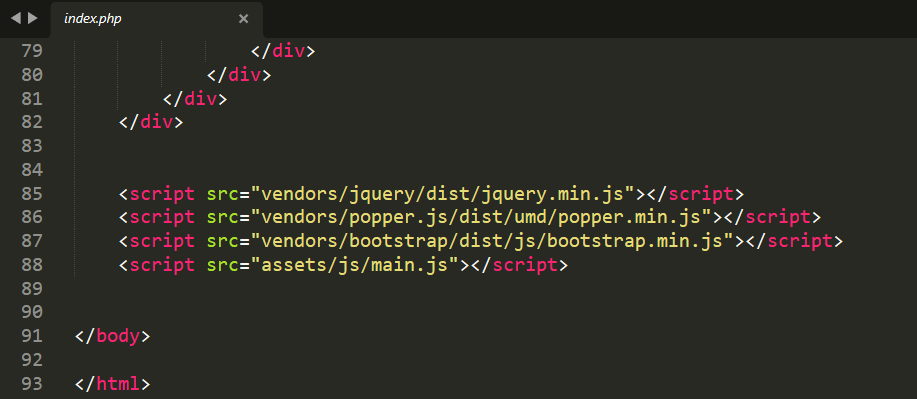 index.php
79 </div>
80 </div>
81 </div>
82 </div>
83
84
85 <script src="vendors/jquery/dist/jquery.min.js"></script>
86 <script src="vendors/popper.js/dist/umd/popper.min.js"></script>
87 <script src="vendors/bootstrap/dist/js/bootstrap.min.js"></script>
88 <script src="assets/js/main.js"></script>
89
90
91 </body>
92
93 </html>